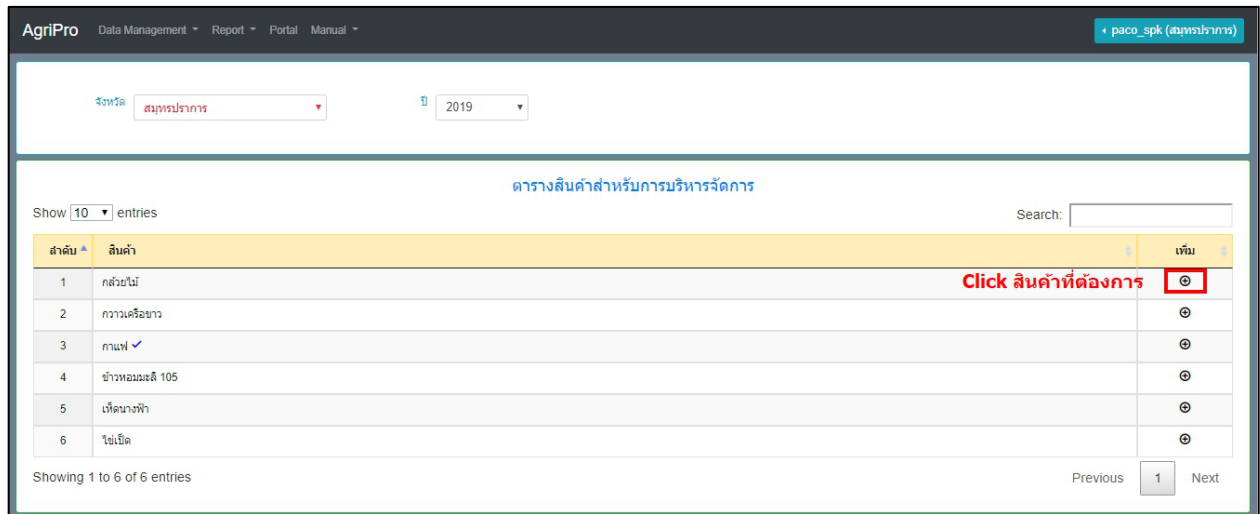 AgriPro Data Management Report Portal Manual paco_spk (สมุทรปราการ)
จังหวัด สมุทรปราการ ปี 2019
ตารางสินค้าสำหรับการบริหารจัดการ
Show 10 entries Search:
ลำดับ สินค้า เพิ่ม
1 กล้วยไม้ Click สินค้าที่ต้องการ
2 กวาวเครือขาว
3 กาแฟ ✓
4 ข้าวหอมมะลิ 105
5 เห็ดนางฟ้า
6 ไข่เป็ด
Showing 1 to 6 of 6 entries Previous 1 Next